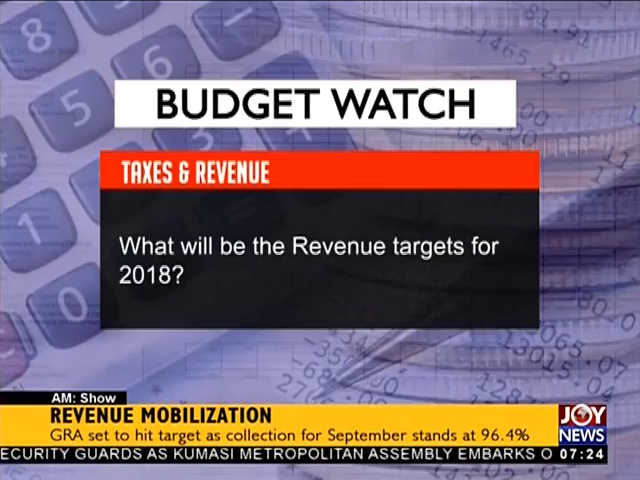 BUDGET WATCH
TAXES & REVENUE
What will be the Revenue targets for
2018?
AM: Show
REVENUE MOBILIZATION
GRA set to hit target as collection for September stands at 96.4%
JOY
NEWS
ECURITY GUARDS AS KUMASI METROPOLITAN ASSEMBLY EMBARKS O
07:24